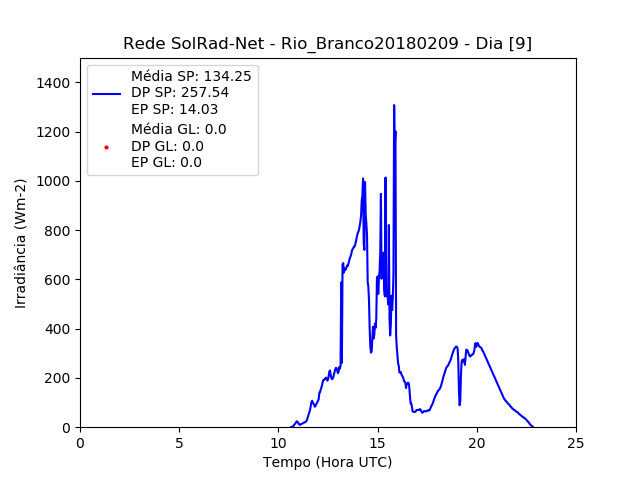 Rede SolRad-Net - Rio_Branco20180209 - Dia [9]
Média SP: 134.25
DP SP: 257.54
EP SP: 14.03
Média GL: 0.0
DP GL: 0.0
EP GL: 0.0
Irradiância (Wm-2)
1400
1200
1000
800
600
400
200
0
0 5 10 15 20 25
Tempo (Hora UTC)